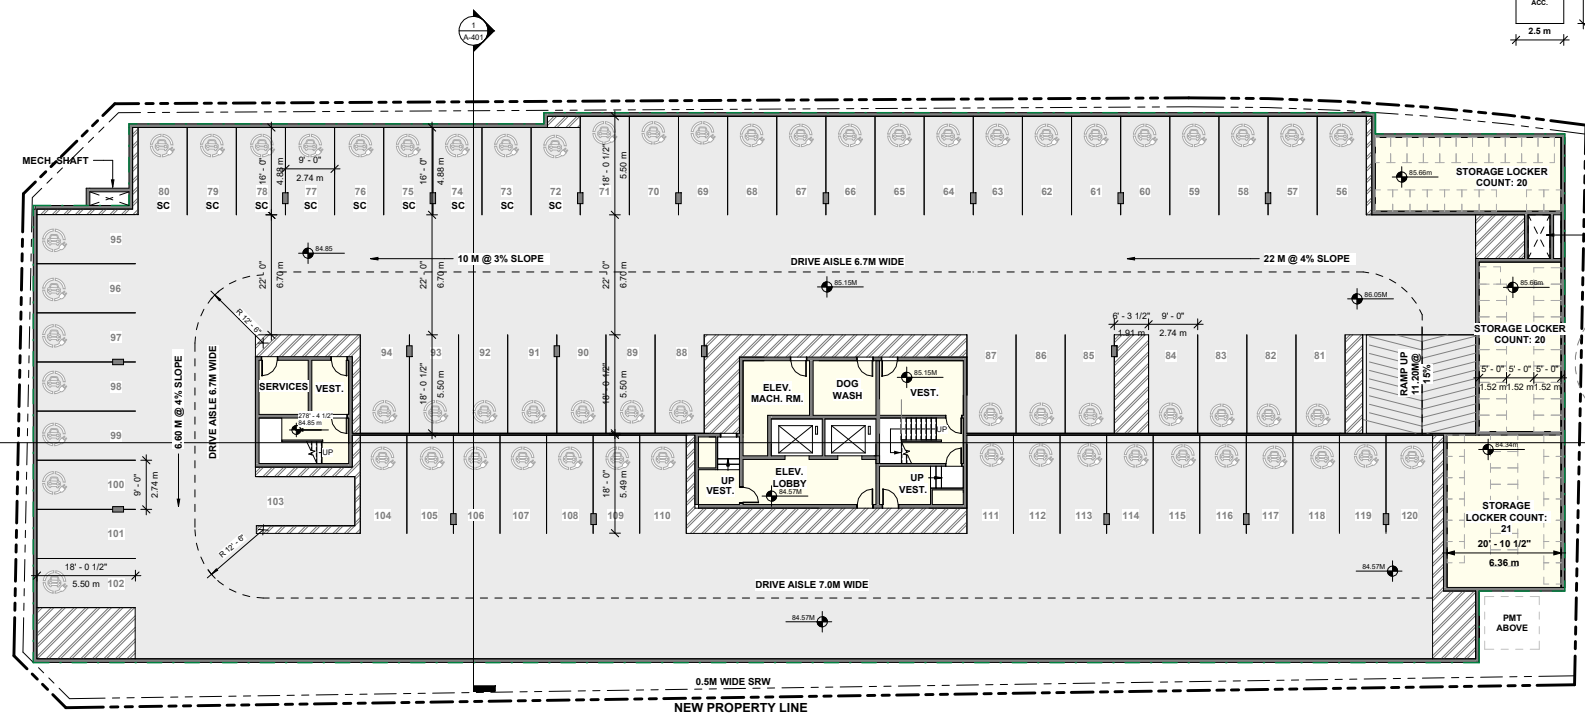 ACC.
2.5 m
1
A-401
MECH. SHAFT
80
79
78
77
76
75
74
73
72
71
70
69
68
67
66
65
64
63
62
61
60
59
58
57
56
SC
SC
SC
SC
SC
SC
SC
SC
SC
16' - 0"
4.88 m
9' - 0"
2.74 m
16' - 0"
4.88 m
18' - 0 1/2"
5.50 m
85.66m
STORAGE LOCKER
COUNT: 20
95
96
97
98
99
100
101
102
84.85
22' - 0"
6.70 m
10 M @ 3% SLOPE
22' - 0"
6.70 m
22' - 0"
6.70 m
DRIVE AISLE 6.7M WIDE
85.15M
22 M @ 4% SLOPE
86.05M
85.66m
STORAGE LOCKER
COUNT: 20
5' - 0"
5' - 0"
5' - 0"
1.52 m
1.52 m
1.52 m
R 12' - 6"
6.60 M @ 4% SLOPE
DRIVE AISLE 6.7M WIDE
94
93
92
91
90
89
88
18' - 0 1/2"
5.50 m
18' - 0 1/2"
5.50 m
SERVICES
VEST.
278' - 4 1/2"
84.85 m
UP
ELEV.
MACH. RM.
DOG
WASH
85.15M
VEST.
UP
87
86
85
84
83
82
81
6' - 3 1/2"
1.91 m
9' - 0"
2.74 m
RAMP UP
11.20M@
15%
9' - 0"
2.74 m
103
104
105
106
107
108
109
110
18' - 0"
5.49 m
UP
VEST.
ELEV.
LOBBY
84.57M
UP
VEST.
111
112
113
114
115
116
117
118
119
120
84.34m
STORAGE
LOCKER COUNT:
21
20' - 10 1/2"
6.36 m
R 12' - 6"
18' - 0 1/2"
5.50 m
DRIVE AISLE 7.0M WIDE
84.57M
84.57M
PMT
ABOVE
0.5M WIDE SRW
NEW PROPERTY LINE